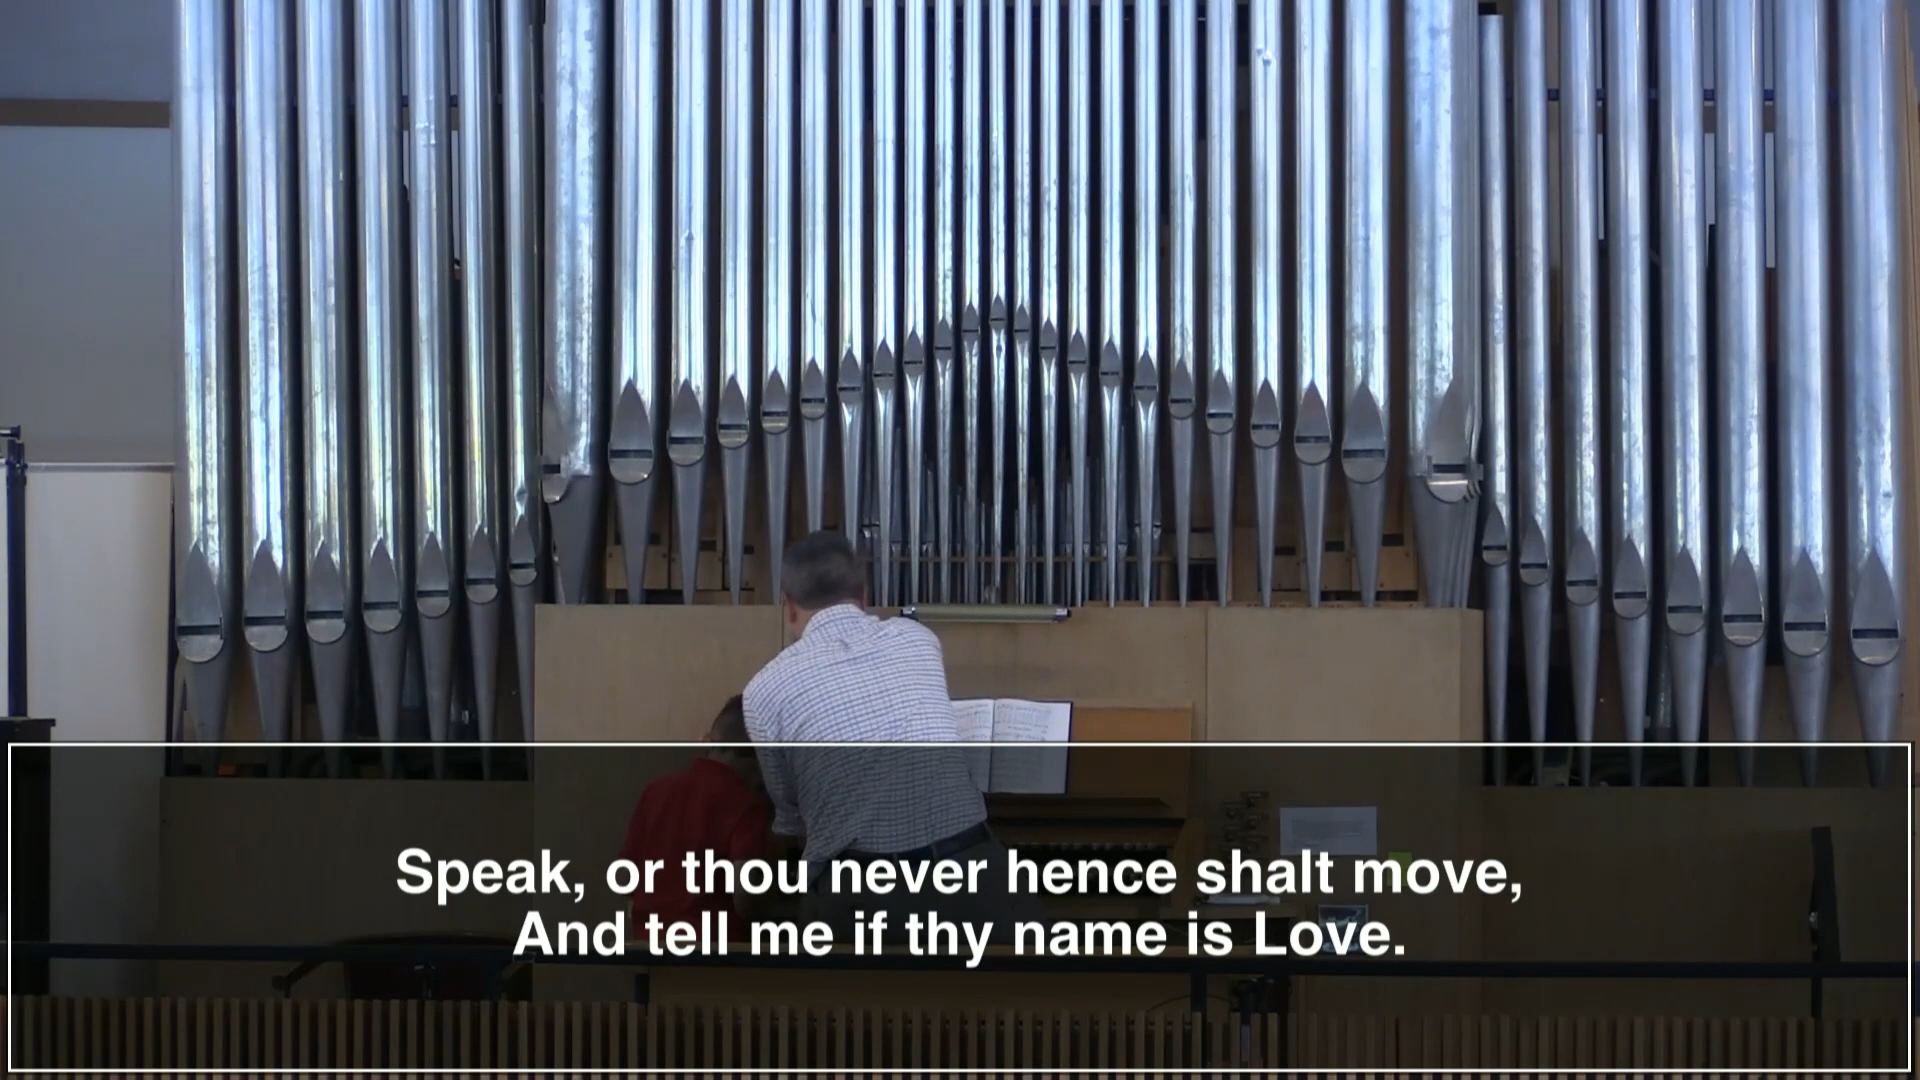 Speak, or thou never hence shalt move,
And tell me if thy name is Love.